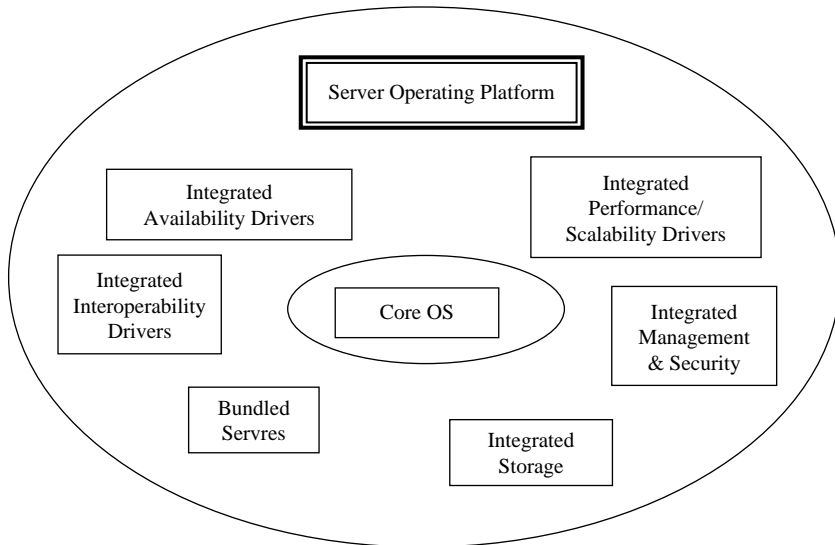 Server Operating Platform
Integrated
Availability Drivers
Integrated
Performance/
Scalability Drivers
Integrated
Interoperability
Drivers
Core OS
Integrated
Management
& Security
Bundled
Servres
Integrated
Storage